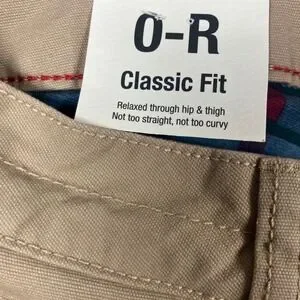 0-R
Classic Fit
Relaxed through hip & thigh
Not too straight, not too curvy